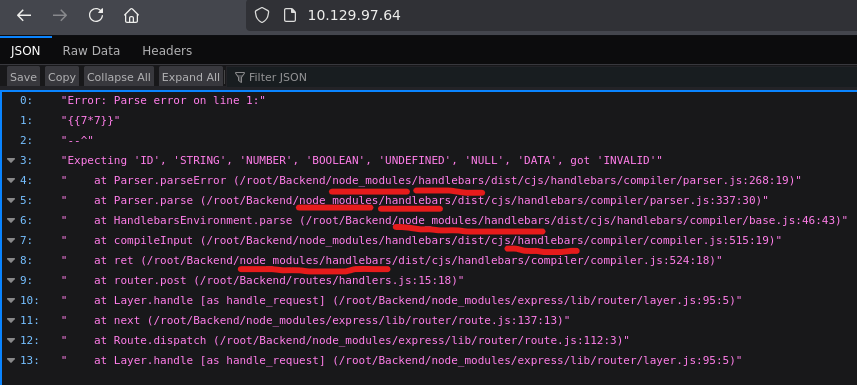 10.129.97.64
JSON Raw Data Headers
Save Copy Collapse All Expand All Filter JSON
0: "Error: Parse error on line 1:"
1: "{{7*7}}"
2: "--^"
3: "Expecting 'ID', 'STRING', 'NUMBER', 'BOOLEAN', 'UNDEFINED', 'NULL', 'DATA', got 'INVALID'"
4: " at Parser.parseError (/root/Backend/node_modules/handlebars/dist/cjs/handlebars/compiler/parser.js:268:19)"
5: " at Parser.parse (/root/Backend/node_modules/handlebars/dist/cjs/handlebars/compiler/parser.js:337:30)"
6: " at HandlebarsEnvironment.parse (/root/Backend/node_modules/handlebars/dist/cjs/handlebars/compiler/base.js:46:43)"
7: " at compileInput (/root/Backend/node_modules/handlebars/dist/cjs/handlebars/compiler/compiler.js:515:19)"
8: " at ret (/root/Backend/node_modules/handlebars/dist/cjs/handlebars/compiler/compiler.js:524:18)"
9: " at router.post (/root/Backend/routes/handlers.js:15:18)"
10: " at Layer.handle [as handle_request] (/root/Backend/node_modules/express/lib/router/layer.js:95:5)"
11: " at next (/root/Backend/node_modules/express/lib/router/route.js:137:13)"
12: " at Route.dispatch (/root/Backend/node_modules/express/lib/router/route.js:112:3)"
13: " at Layer.handle [as handle_request] (/root/Backend/node_modules/express/lib/router/layer.js:95:5)"